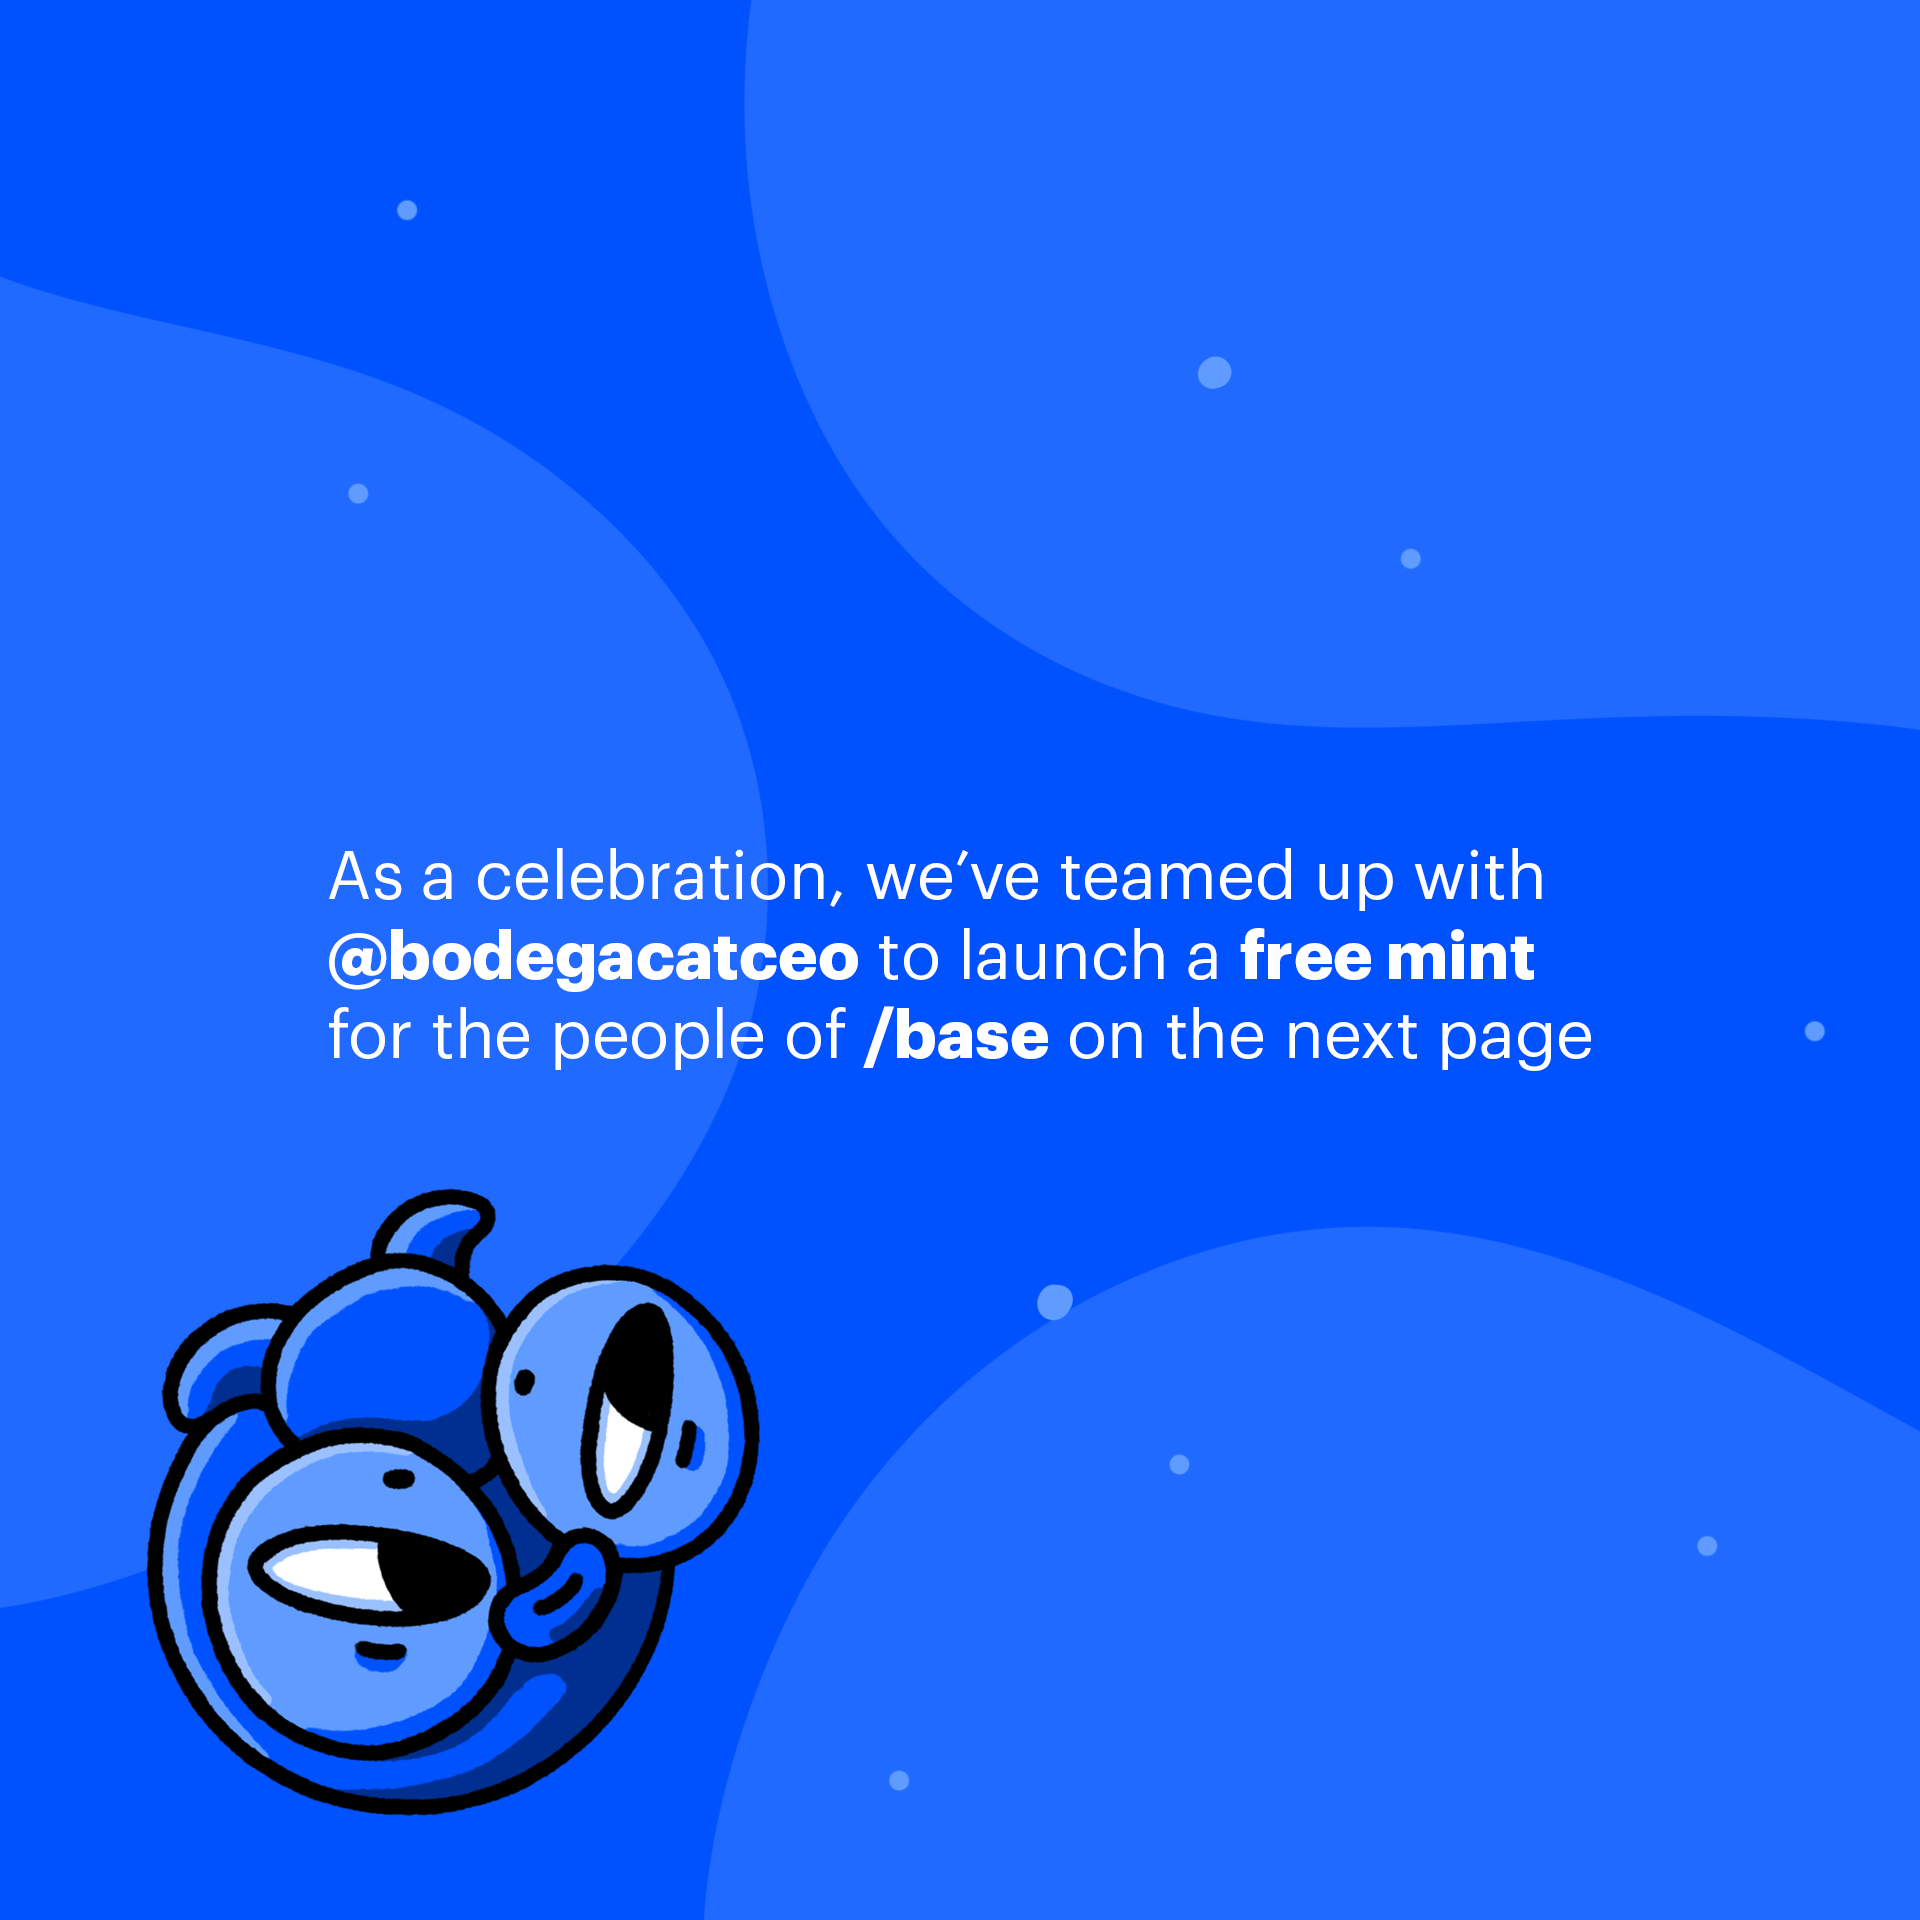 As a celebration, we’ve teamed up with
@bodegacatceo to launch a free mint
for the people of /base on the next page